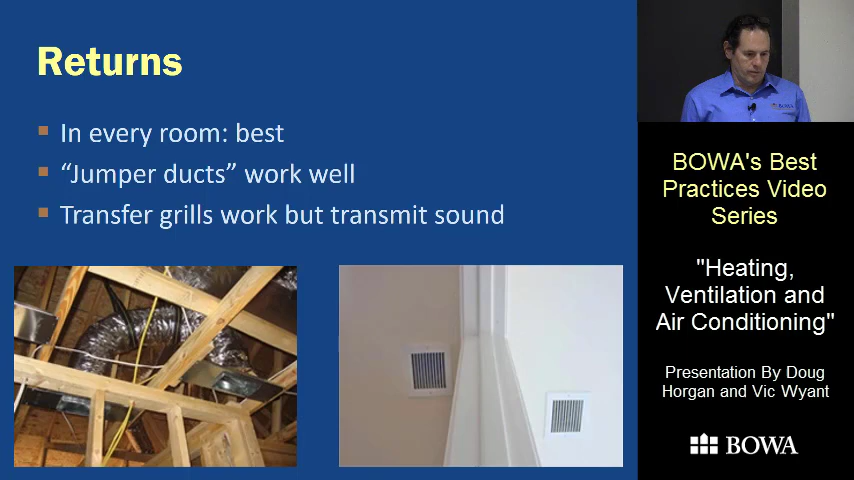 Returns
In every room: best
“Jumper ducts” work well
Transfer grills work but transmit sound
BOWA's Best
Practices Video
Series
"Heating,
Ventilation and
Air Conditioning"
Presentation By Doug
Horgan and Vic Wyant
BOWA